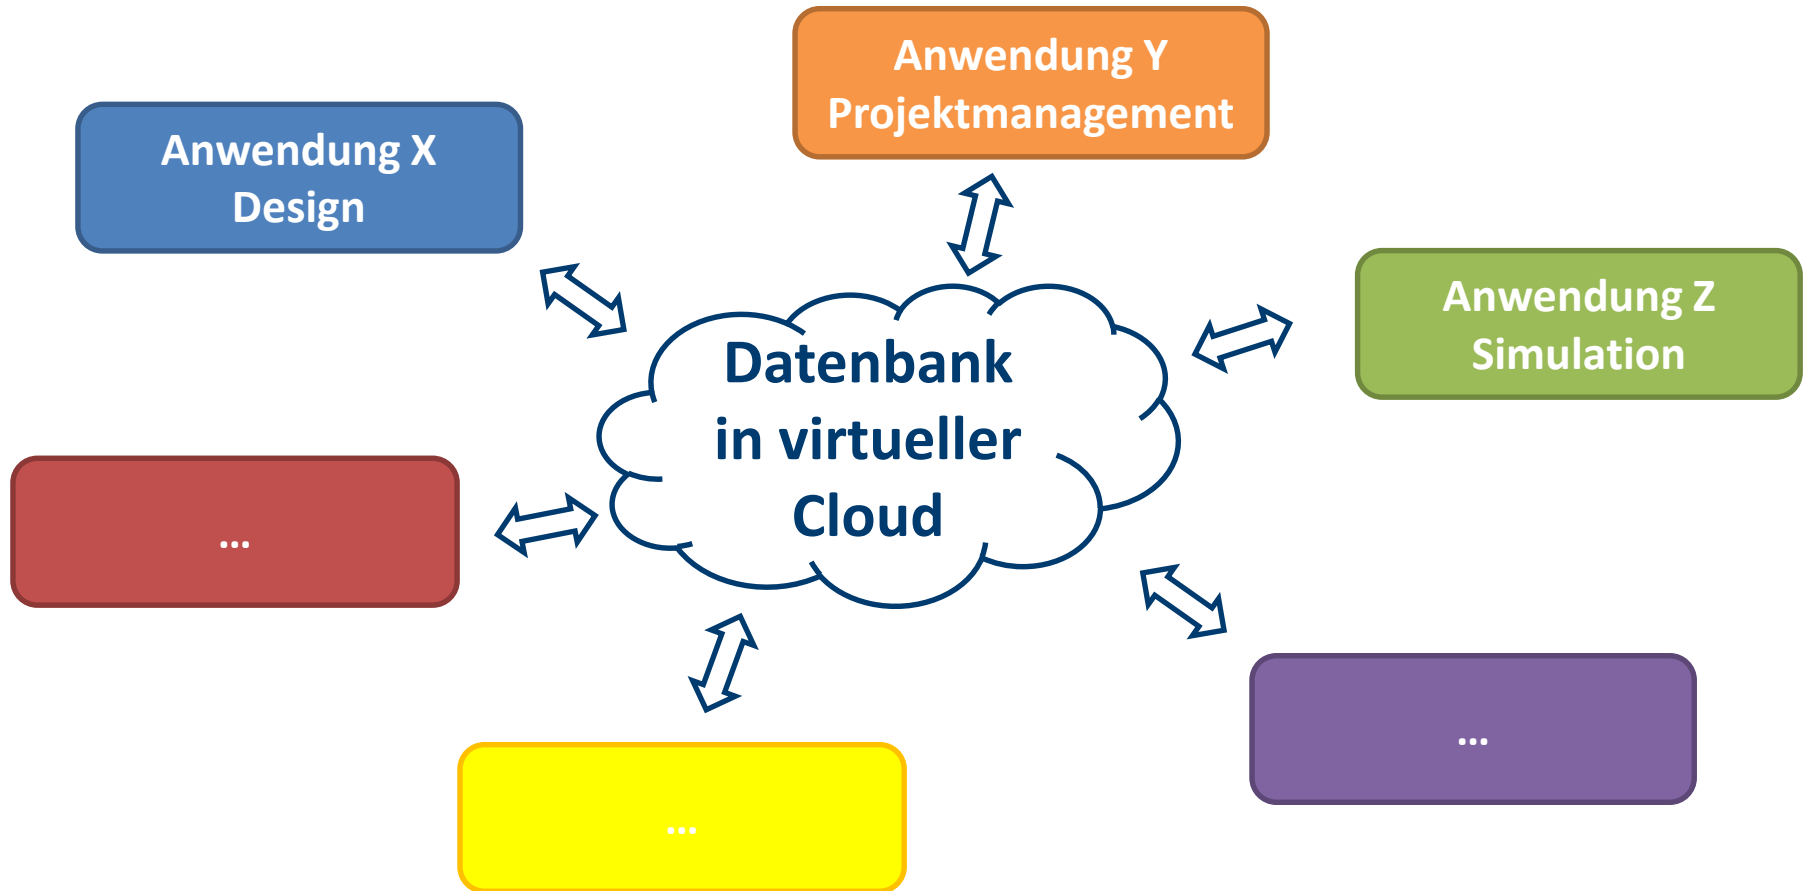 Anwendung Y
Projektmanagement
Anwendung X
Design
Anwendung Z
Simulation
Datenbank
in virtueller
Cloud
...
...
...